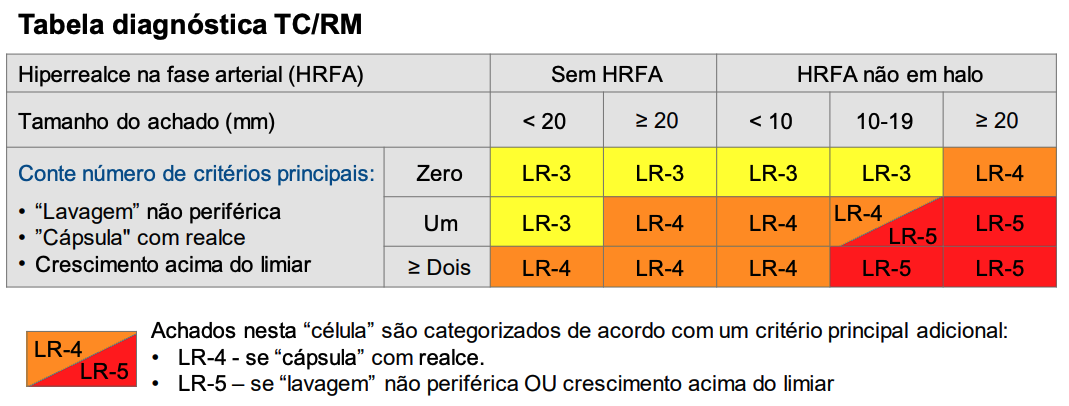 Tabela diagnóstica TC/RM
Hiperrealce na fase arterial (HRFA) Sem HRFA HRFA não em halo
Tamanho do achado (mm) < 20 ≥ 20 < 10 10-19 ≥ 20
Conte número de critérios principais: Zero LR-3 LR-3 LR-3 LR-3 LR-4
• “Lavagem” não periférica
• ”Cápsula" com realce Um LR-3 LR-4 LR-4 LR-4 LR-5 LR-5
• Crescimento acima do limiar ≥ Dois LR-4 LR-4 LR-4 LR-5 LR-5
LR-4 LR-5 Achados nesta “célula” são categorizados de acordo com um critério principal adicional:
• LR-4 - se “cápsula” com realce.
• LR-5 – se “lavagem” não periférica OU crescimento acima do limiar